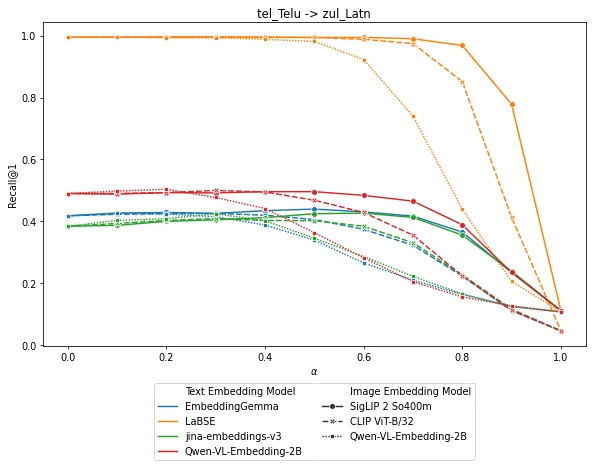 tel_Telu -> zul_Latn
Recall@1
1.0
0.8
0.6
0.4
0.2
0.0
0.0 0.2 0.4 0.6 0.8 1.0
α
Text Embedding Model
EmbeddingGemma
LaBSE
jina-embeddings-v3
Qwen-VL-Embedding-2B
Image Embedding Model
SigLIP 2 So400m
CLIP ViT-B/32
Qwen-VL-Embedding-2B